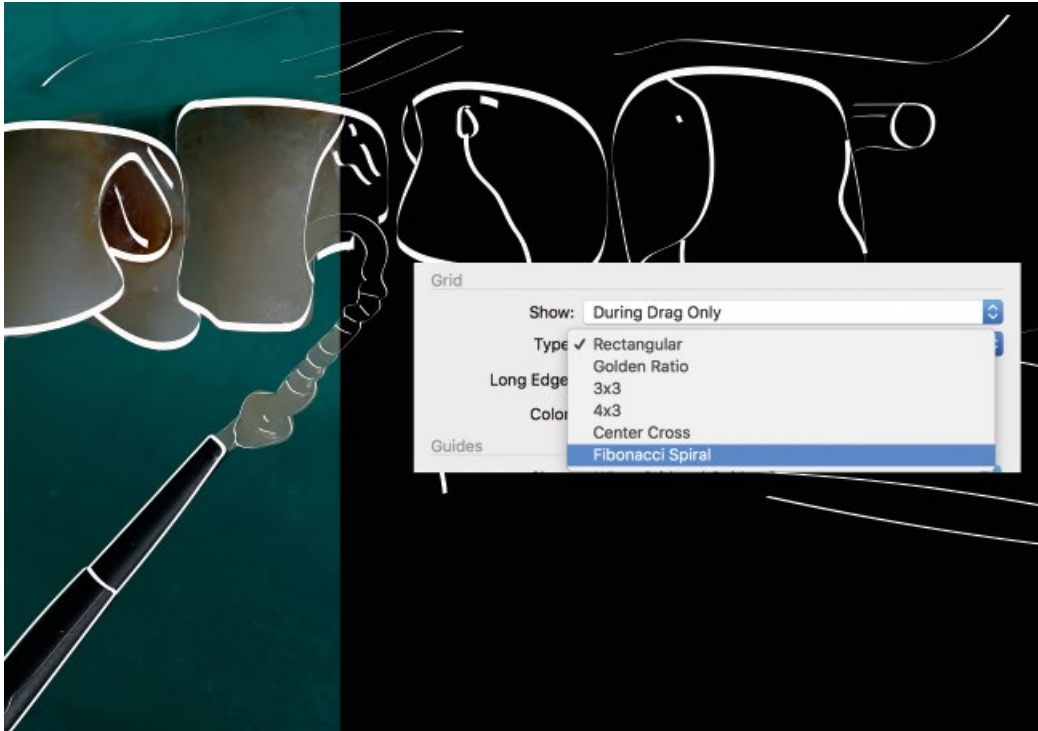 Grid
Show: During Drag Only
Type ✓ Rectangular
Golden Ratio
Long Edge
3x3
4x3
Color
Center Cross
Guides
Fibonacci Spiral